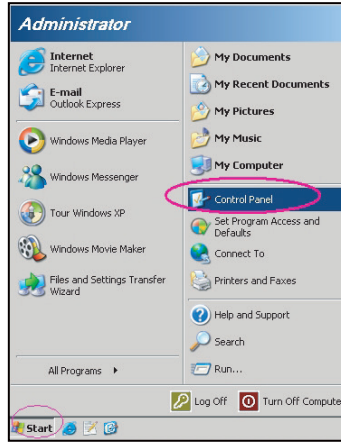 Administrator
Internet
Internet Explorer
E-mail
Outlook Express
Windows Media Player
Windows Messenger
Tour Windows XP
Windows Movie Maker
Files and Settings Transfer
Wizard
All Programs
My Documents
My Recent Documents
My Pictures
My Music
My Computer
Control Panel
Set Program Access and
Defaults
Connect To
Printers and Faxes
Help and Support
Search
Run...
Log Off
Turn Off Compute
Start